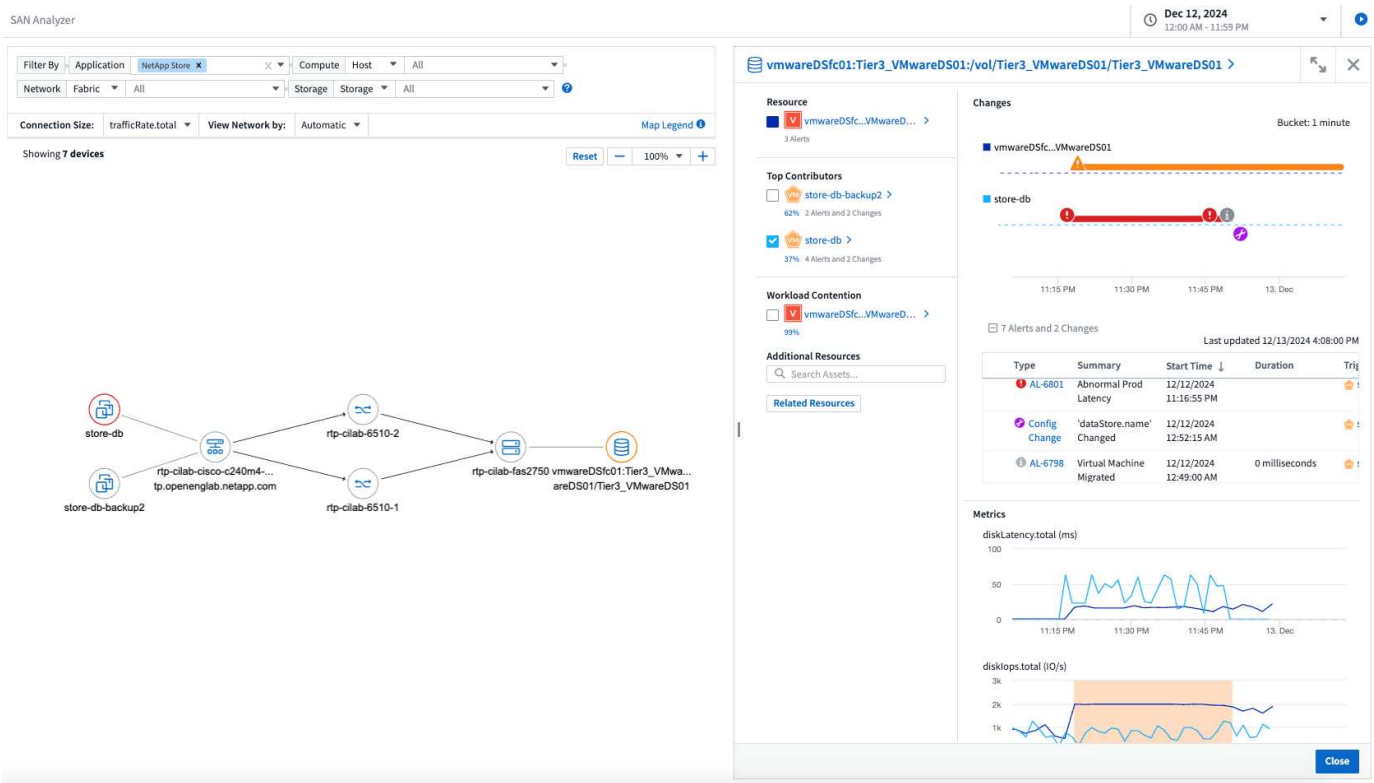 SAN Analyzer
Dec 12, 2024
12:00 AM - 11:59 PM
Filter By Application NetApp Store Compute Host All
Network Fabric All Storage Storage All
Connection Size: trafficRate.total View Network by: Automatic Map Legend
Showing 7 devices
Reset 100%
store-db
store-db-backup2
rtp-cilab-cisco-c240m4-...
tp.openenglab.netapp.com
rtp-cilab-6510-2
rtp-cilab-6510-1
rtp-cilab-fas2750
vmwareDSfc01:Tier3_VMwa...
areDS01/Tier3_VMwareDS01
vmwareDSfc01:Tier3_VMwareDS01:/vol/Tier3_VMwareDS01/Tier3_VMwareDS01
Resource
V vmwareDSfc...VMwareD...
3 Alerts
Top Contributors
VM store-db-backup2
62% 2 Alerts and 2 Changes
VM store-db
37% 4 Alerts and 2 Changes
Workload Contention
V vmwareDSfc...VMwareD...
99%
Additional Resources
Search Assets...
Related Resources
Changes
Bucket: 1 minute
vmwareDSfc...VMwareDS01
store-db
11:15 PM 11:30 PM 11:45 PM 13. Dec
7 Alerts and 2 Changes
Last updated 12/13/2024 4:08:00 PM
Type Summary Start Time ↓ Duration
AL-6801 Abnormal Prod Latency 12/12/2024 11:16:55 PM
Config Change 'dataStore.name' Changed 12/12/2024 12:52:15 AM
AL-6798 Virtual Machine Migrated 12/12/2024 12:49:00 AM 0 milliseconds
Metrics
diskLatency.total (ms)
100
50
0
11:15 PM 11:30 PM 11:45 PM 13. Dec
diskIops.total (IO/s)
3k
2k
1k
Close